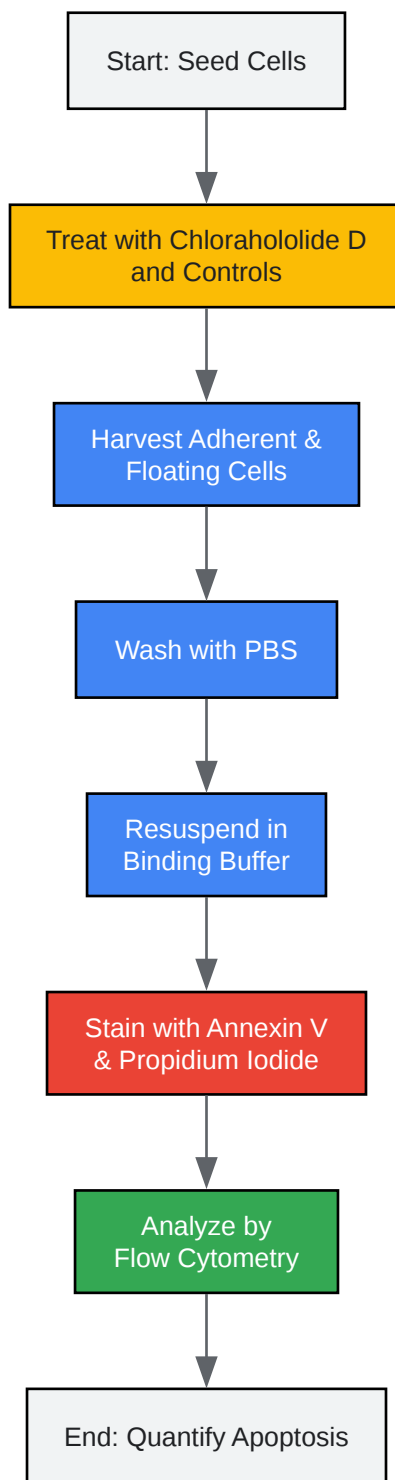 Start: Seed Cells
Treat with Chlorahololide D
and Controls
Harvest Adherent &
Floating Cells
Wash with PBS
Resuspend in
Binding Buffer
Stain with Annexin V
& Propidium Iodide
Analyze by
Flow Cytometry
End: Quantify Apoptosis